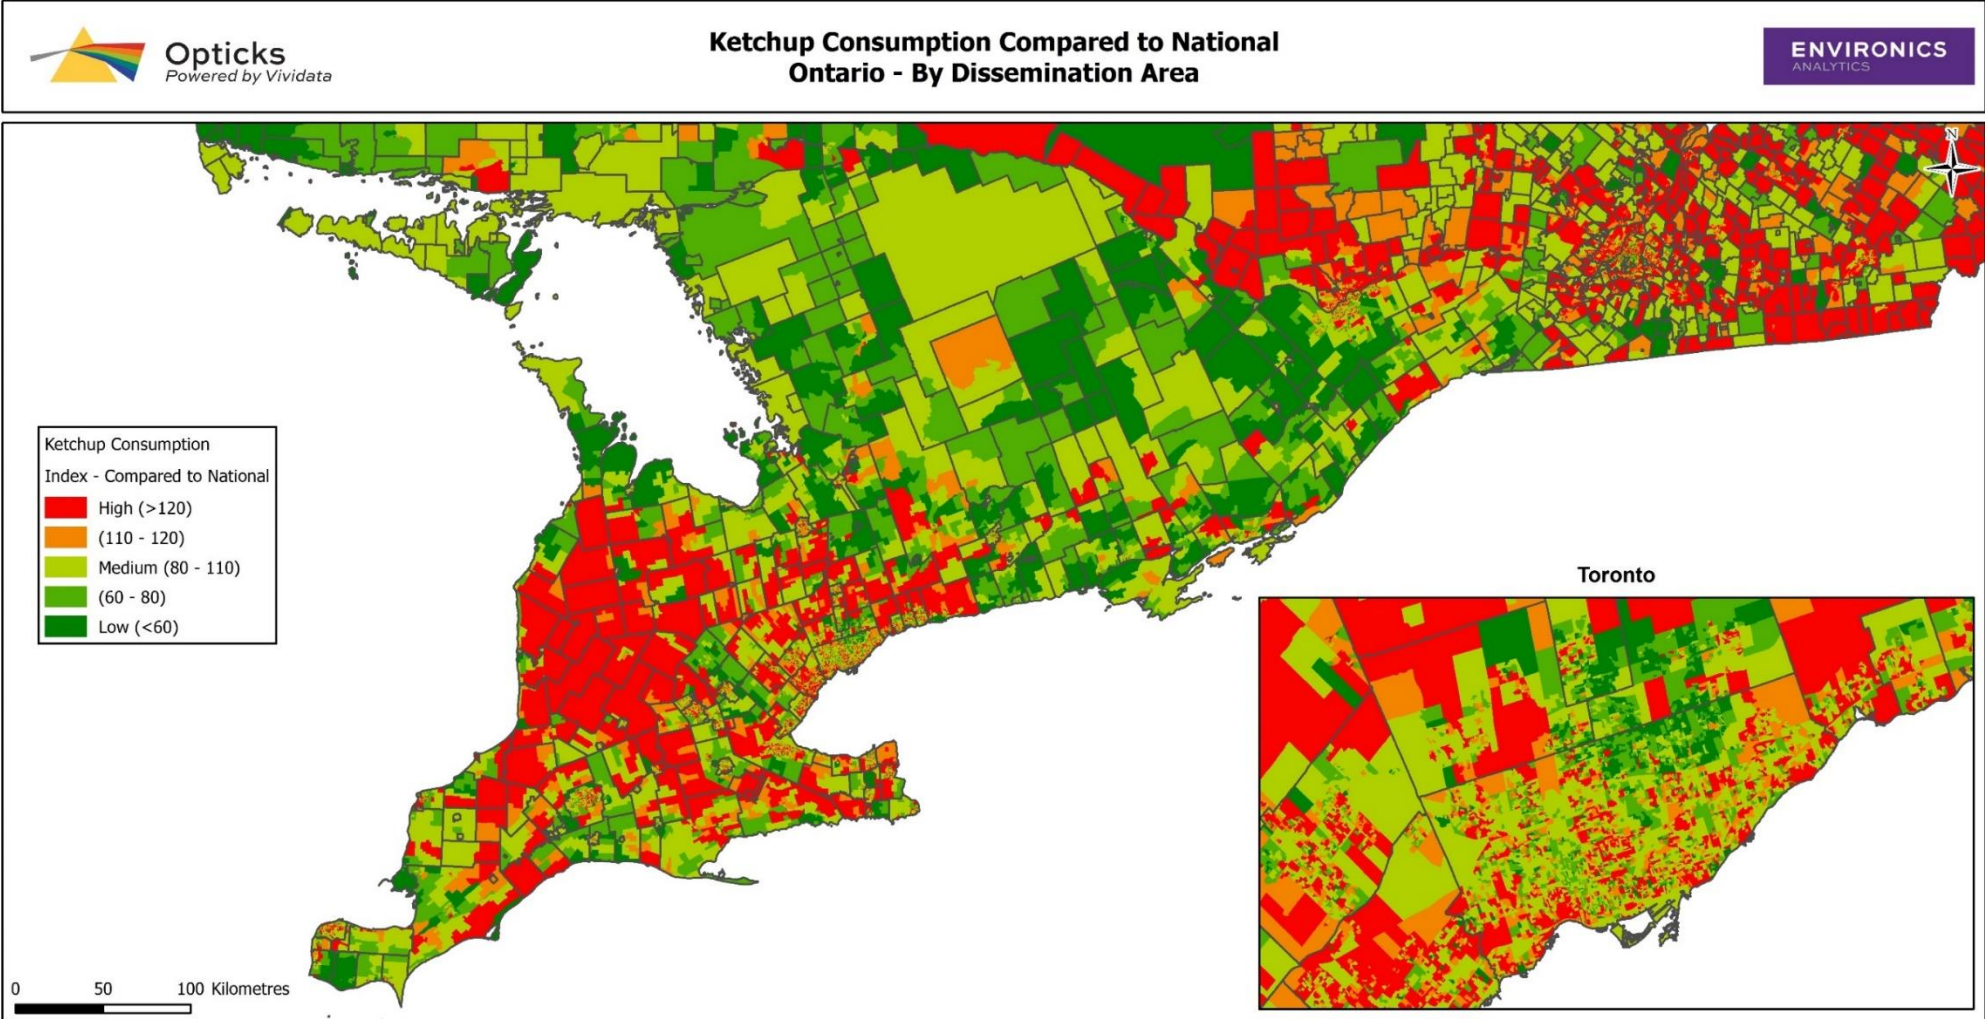 Opticks
Powered by Vividata
Ketchup Consumption Compared to National
Ontario - By Dissemination Area
ENVIRONICS
ANALYTICS
N
Ketchup Consumption
Index - Compared to National
High (>120)
(110 - 120)
Medium (80 - 110)
(60 - 80)
Low (<60)
Toronto
0 50 100 Kilometres